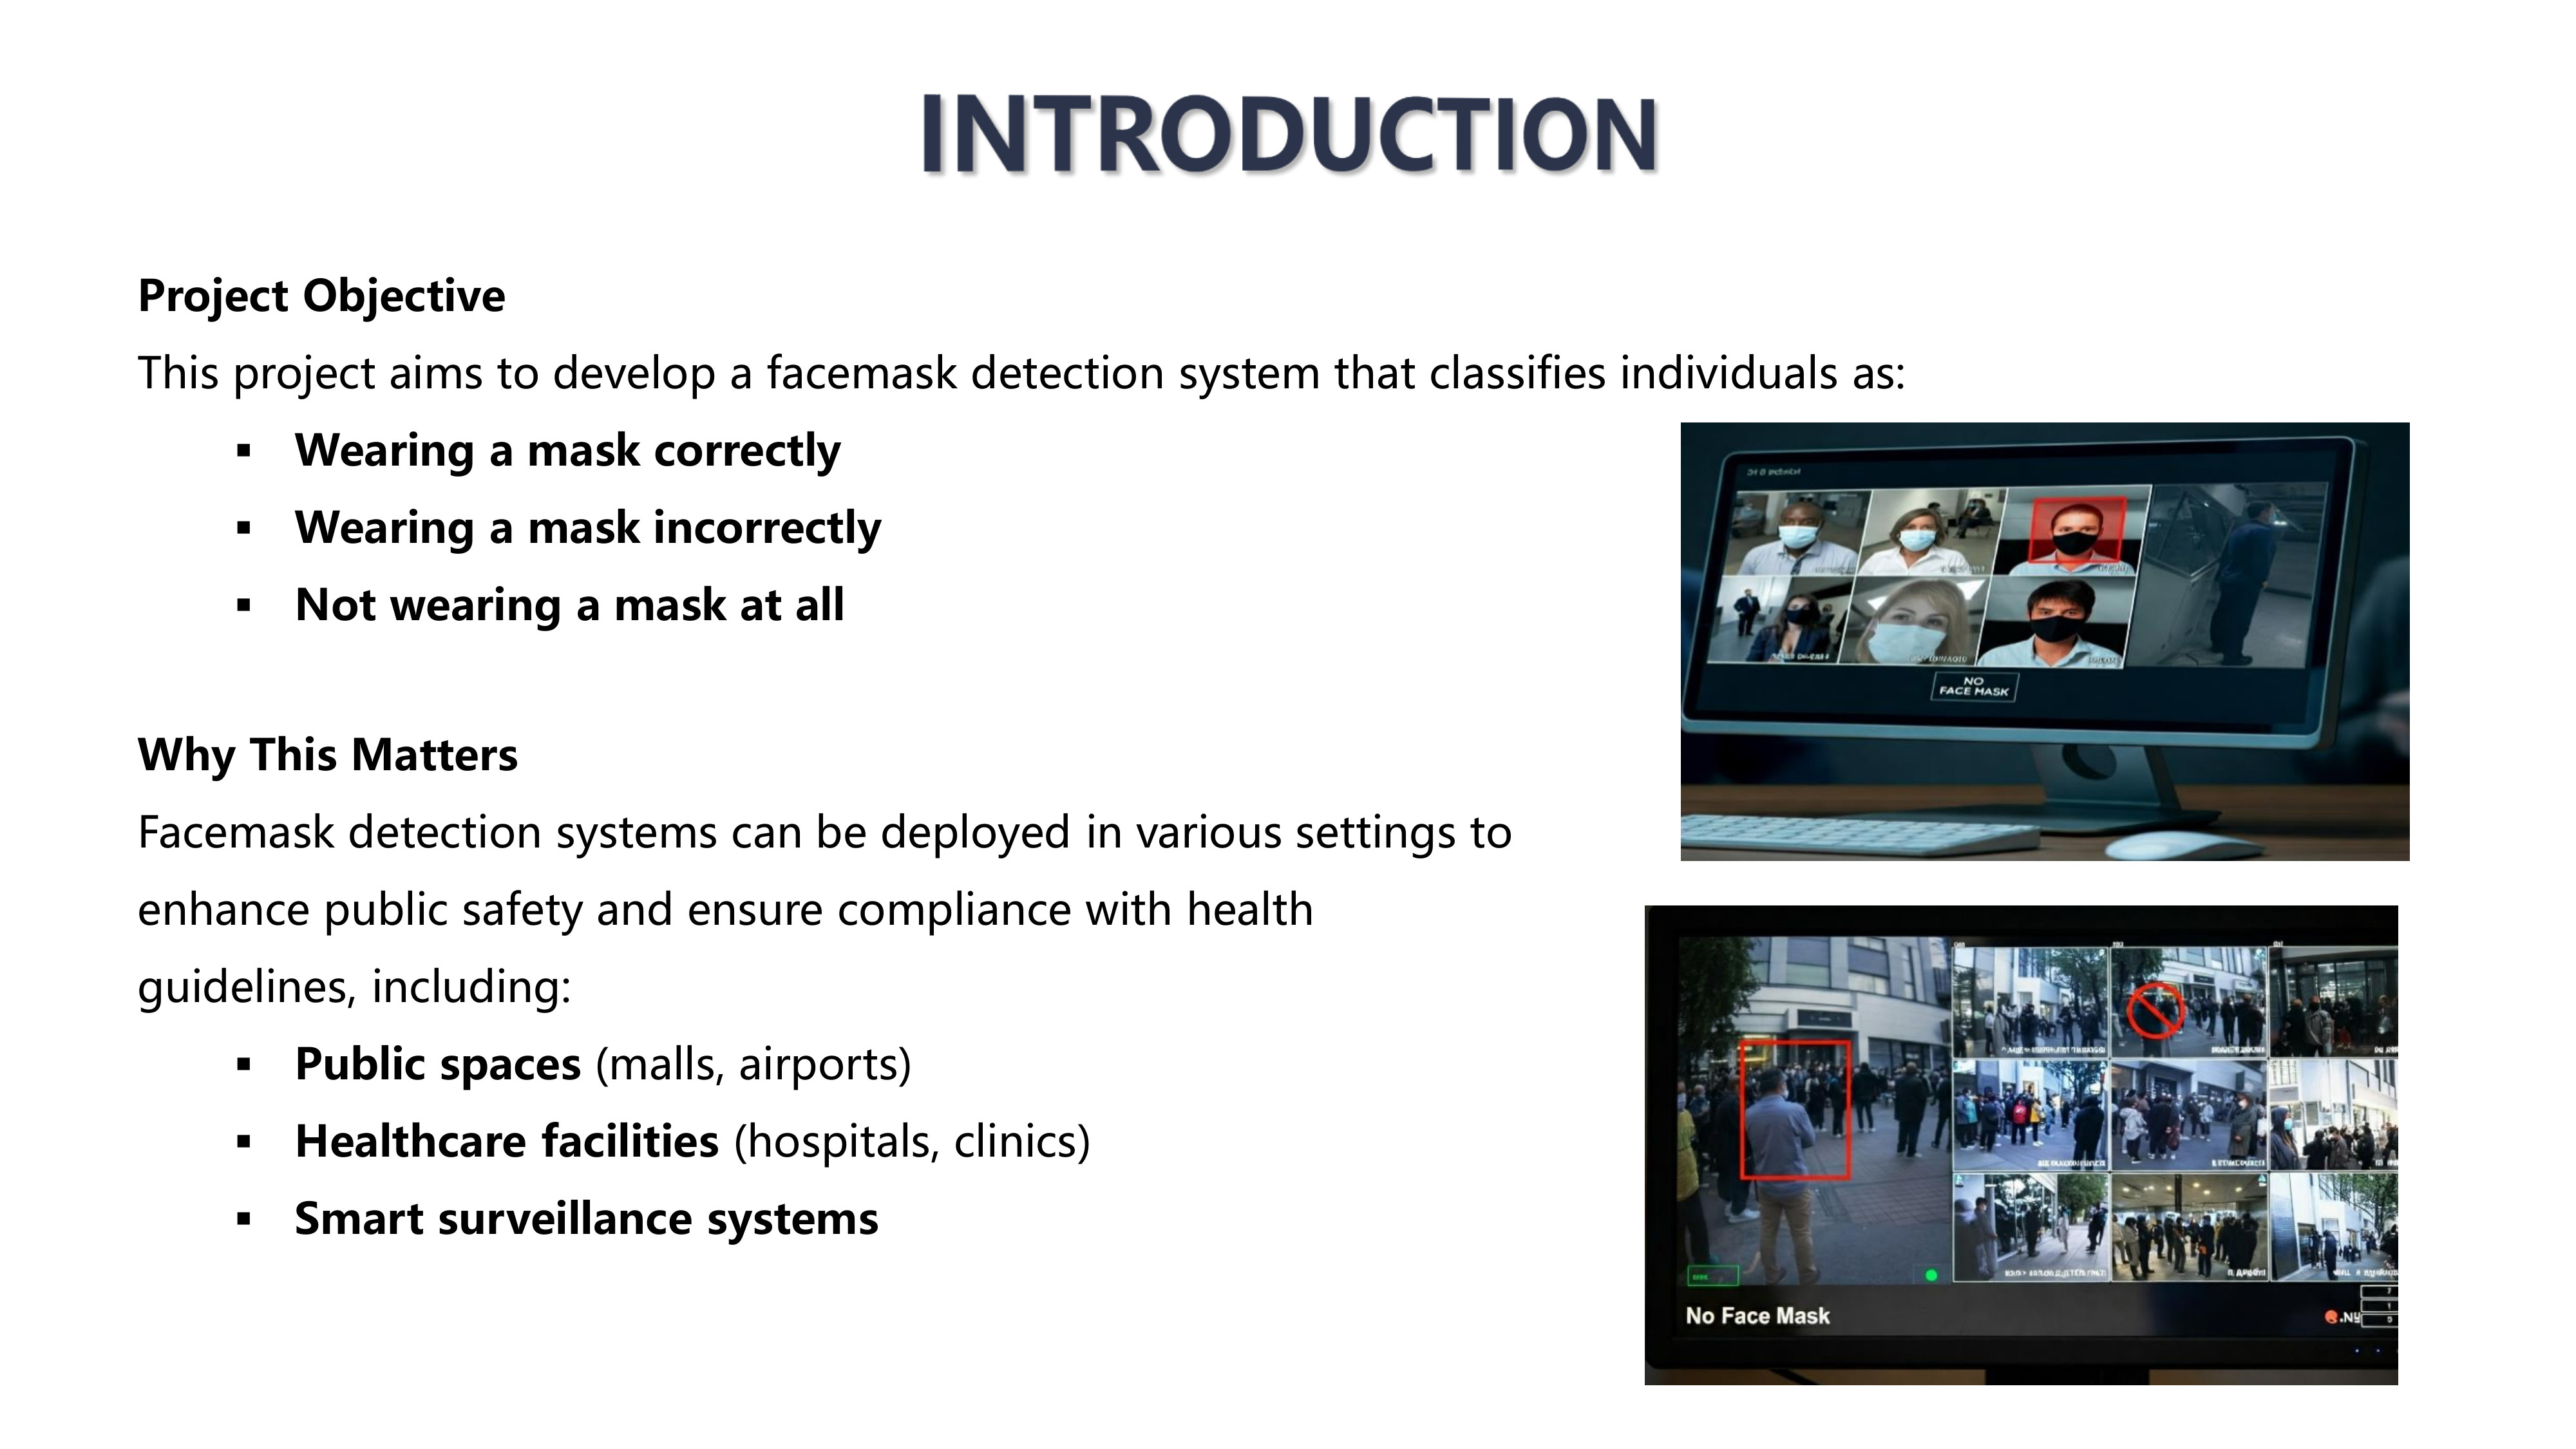 INTRODUCTION
Project Objective
This project aims to develop a facemask detection system that classifies individuals as:
▪ Wearing a mask correctly
▪ Wearing a mask incorrectly
▪ Not wearing a mask at all
NO
FACE MASK
Why This Matters
Facemask detection systems can be deployed in various settings to
enhance public safety and ensure compliance with health
guidelines, including:
▪ Public spaces (malls, airports)
▪ Healthcare facilities (hospitals, clinics)
▪ Smart surveillance systems
No Face Mask